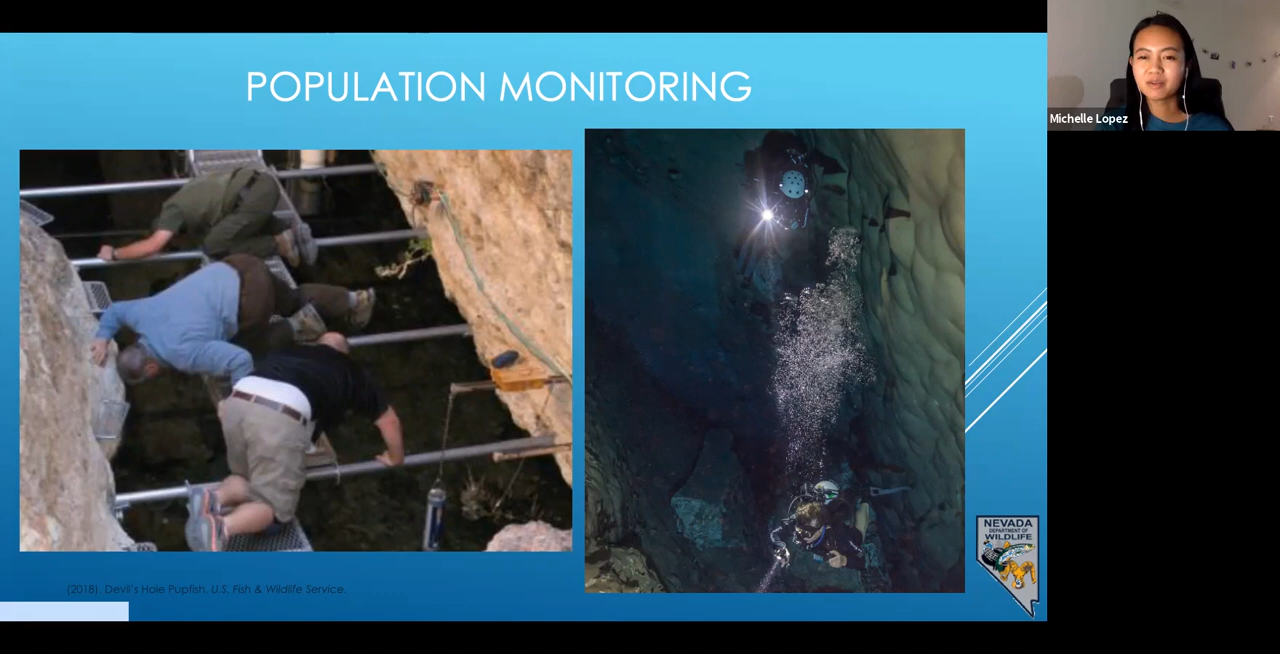 POPULATION MONITORING
Michelle Lopez
NEVADA
DEPARTMENT OF
WILDLIFE
(2018). Devil's Hole Pupfish. U.S. Fish & Wildlife Service.